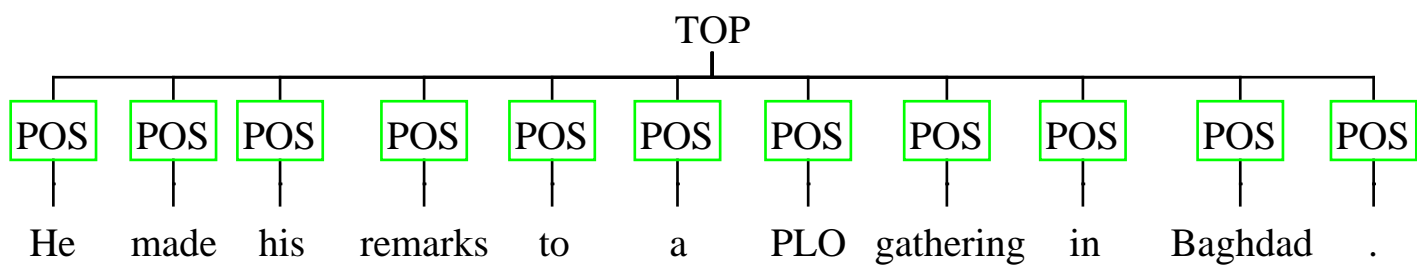 TOP
POS POS POS POS POS POS POS POS POS POS POS
He made his remarks to a PLO gathering in Baghdad .